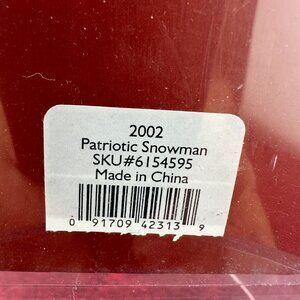 2002
Patriotic Snowman
SKU#6154595
Made in China
0 91709 42313 9